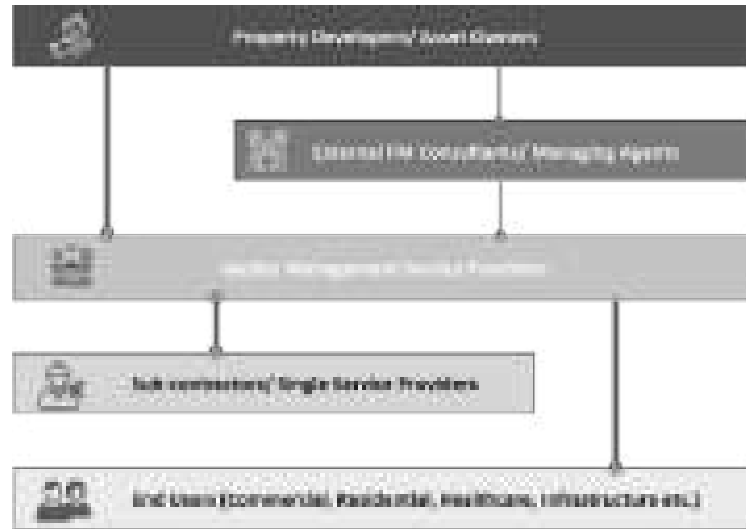 Property Developers/ Asset Owners
External FM Consultants/ Managing Agents
Management Service Providers
Sub contractors/ Single Service Providers
End Users (Commercial, Residential, Healthcare, Infrastructure etc.)